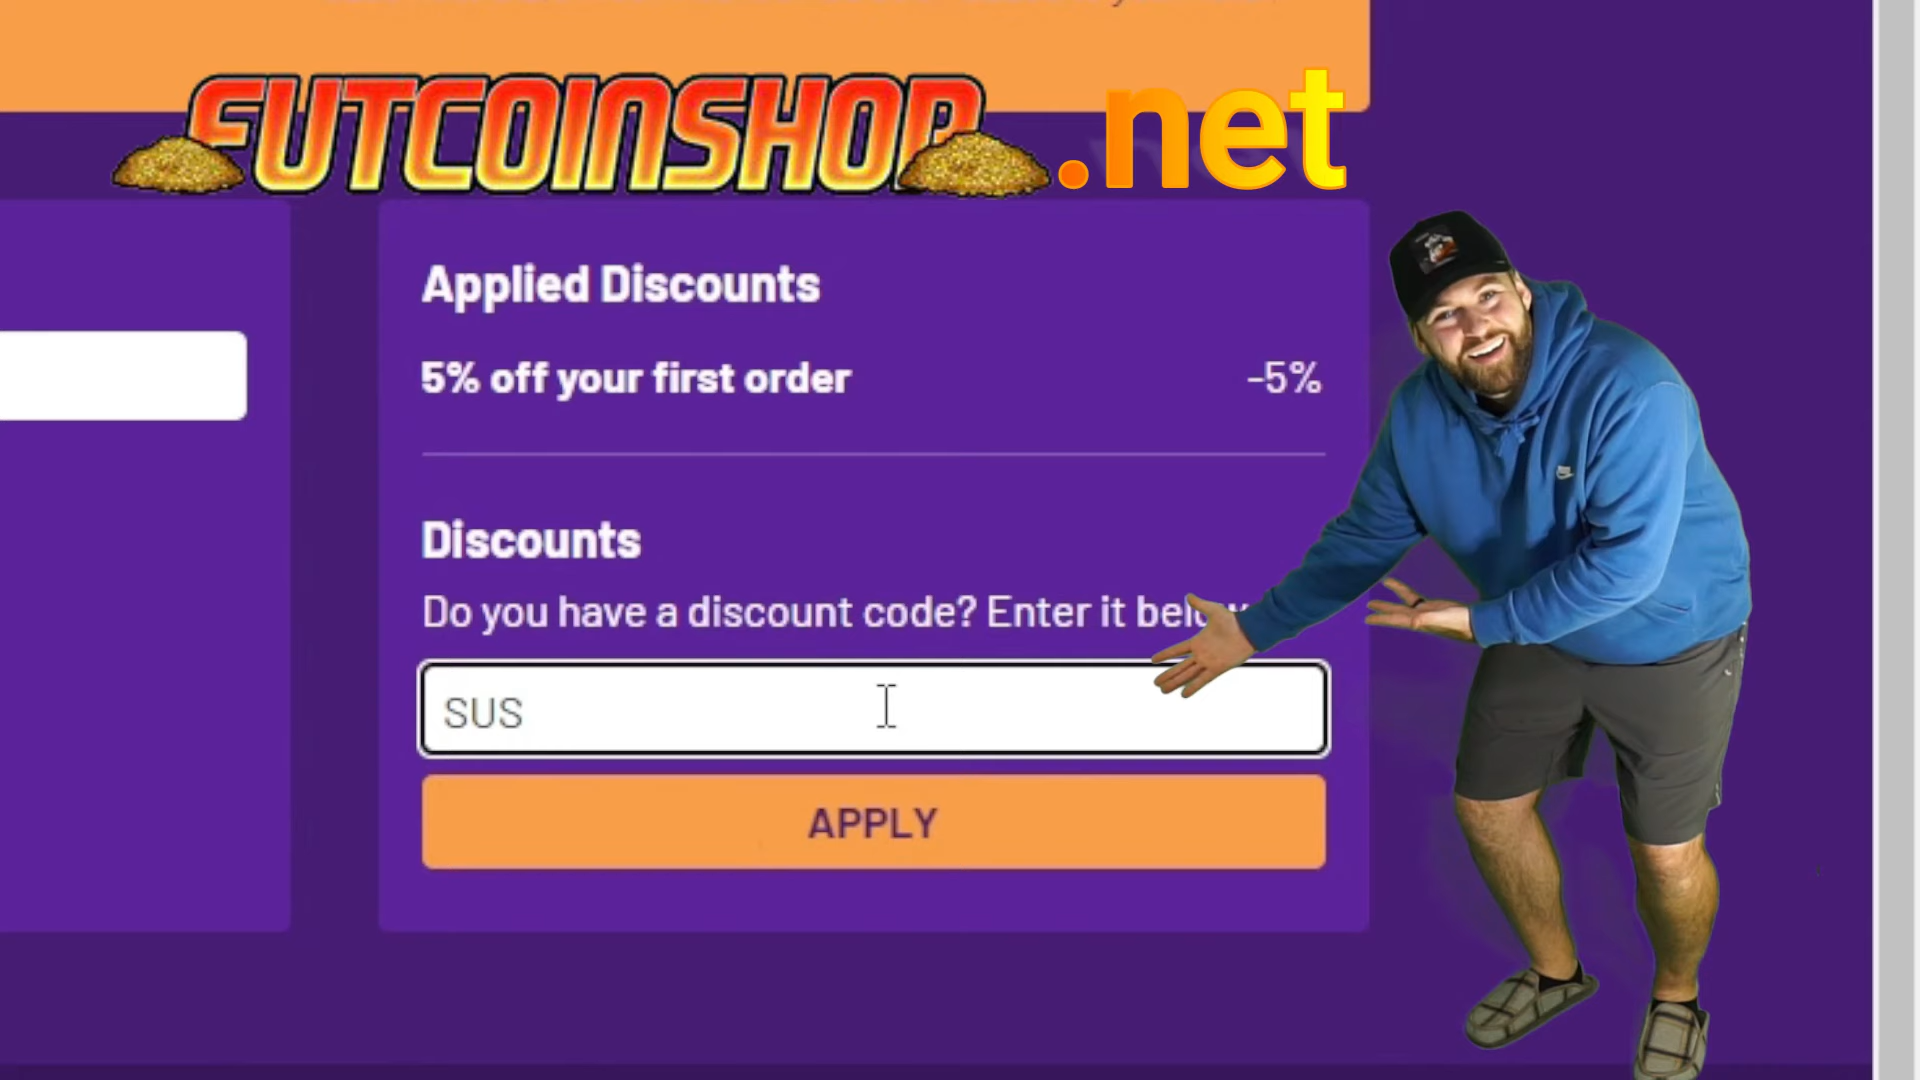 FUTCOINSHOP.net
Applied Discounts
5% off your first order -5%
Discounts
Do you have a discount code? Enter it below
SUS
APPLY